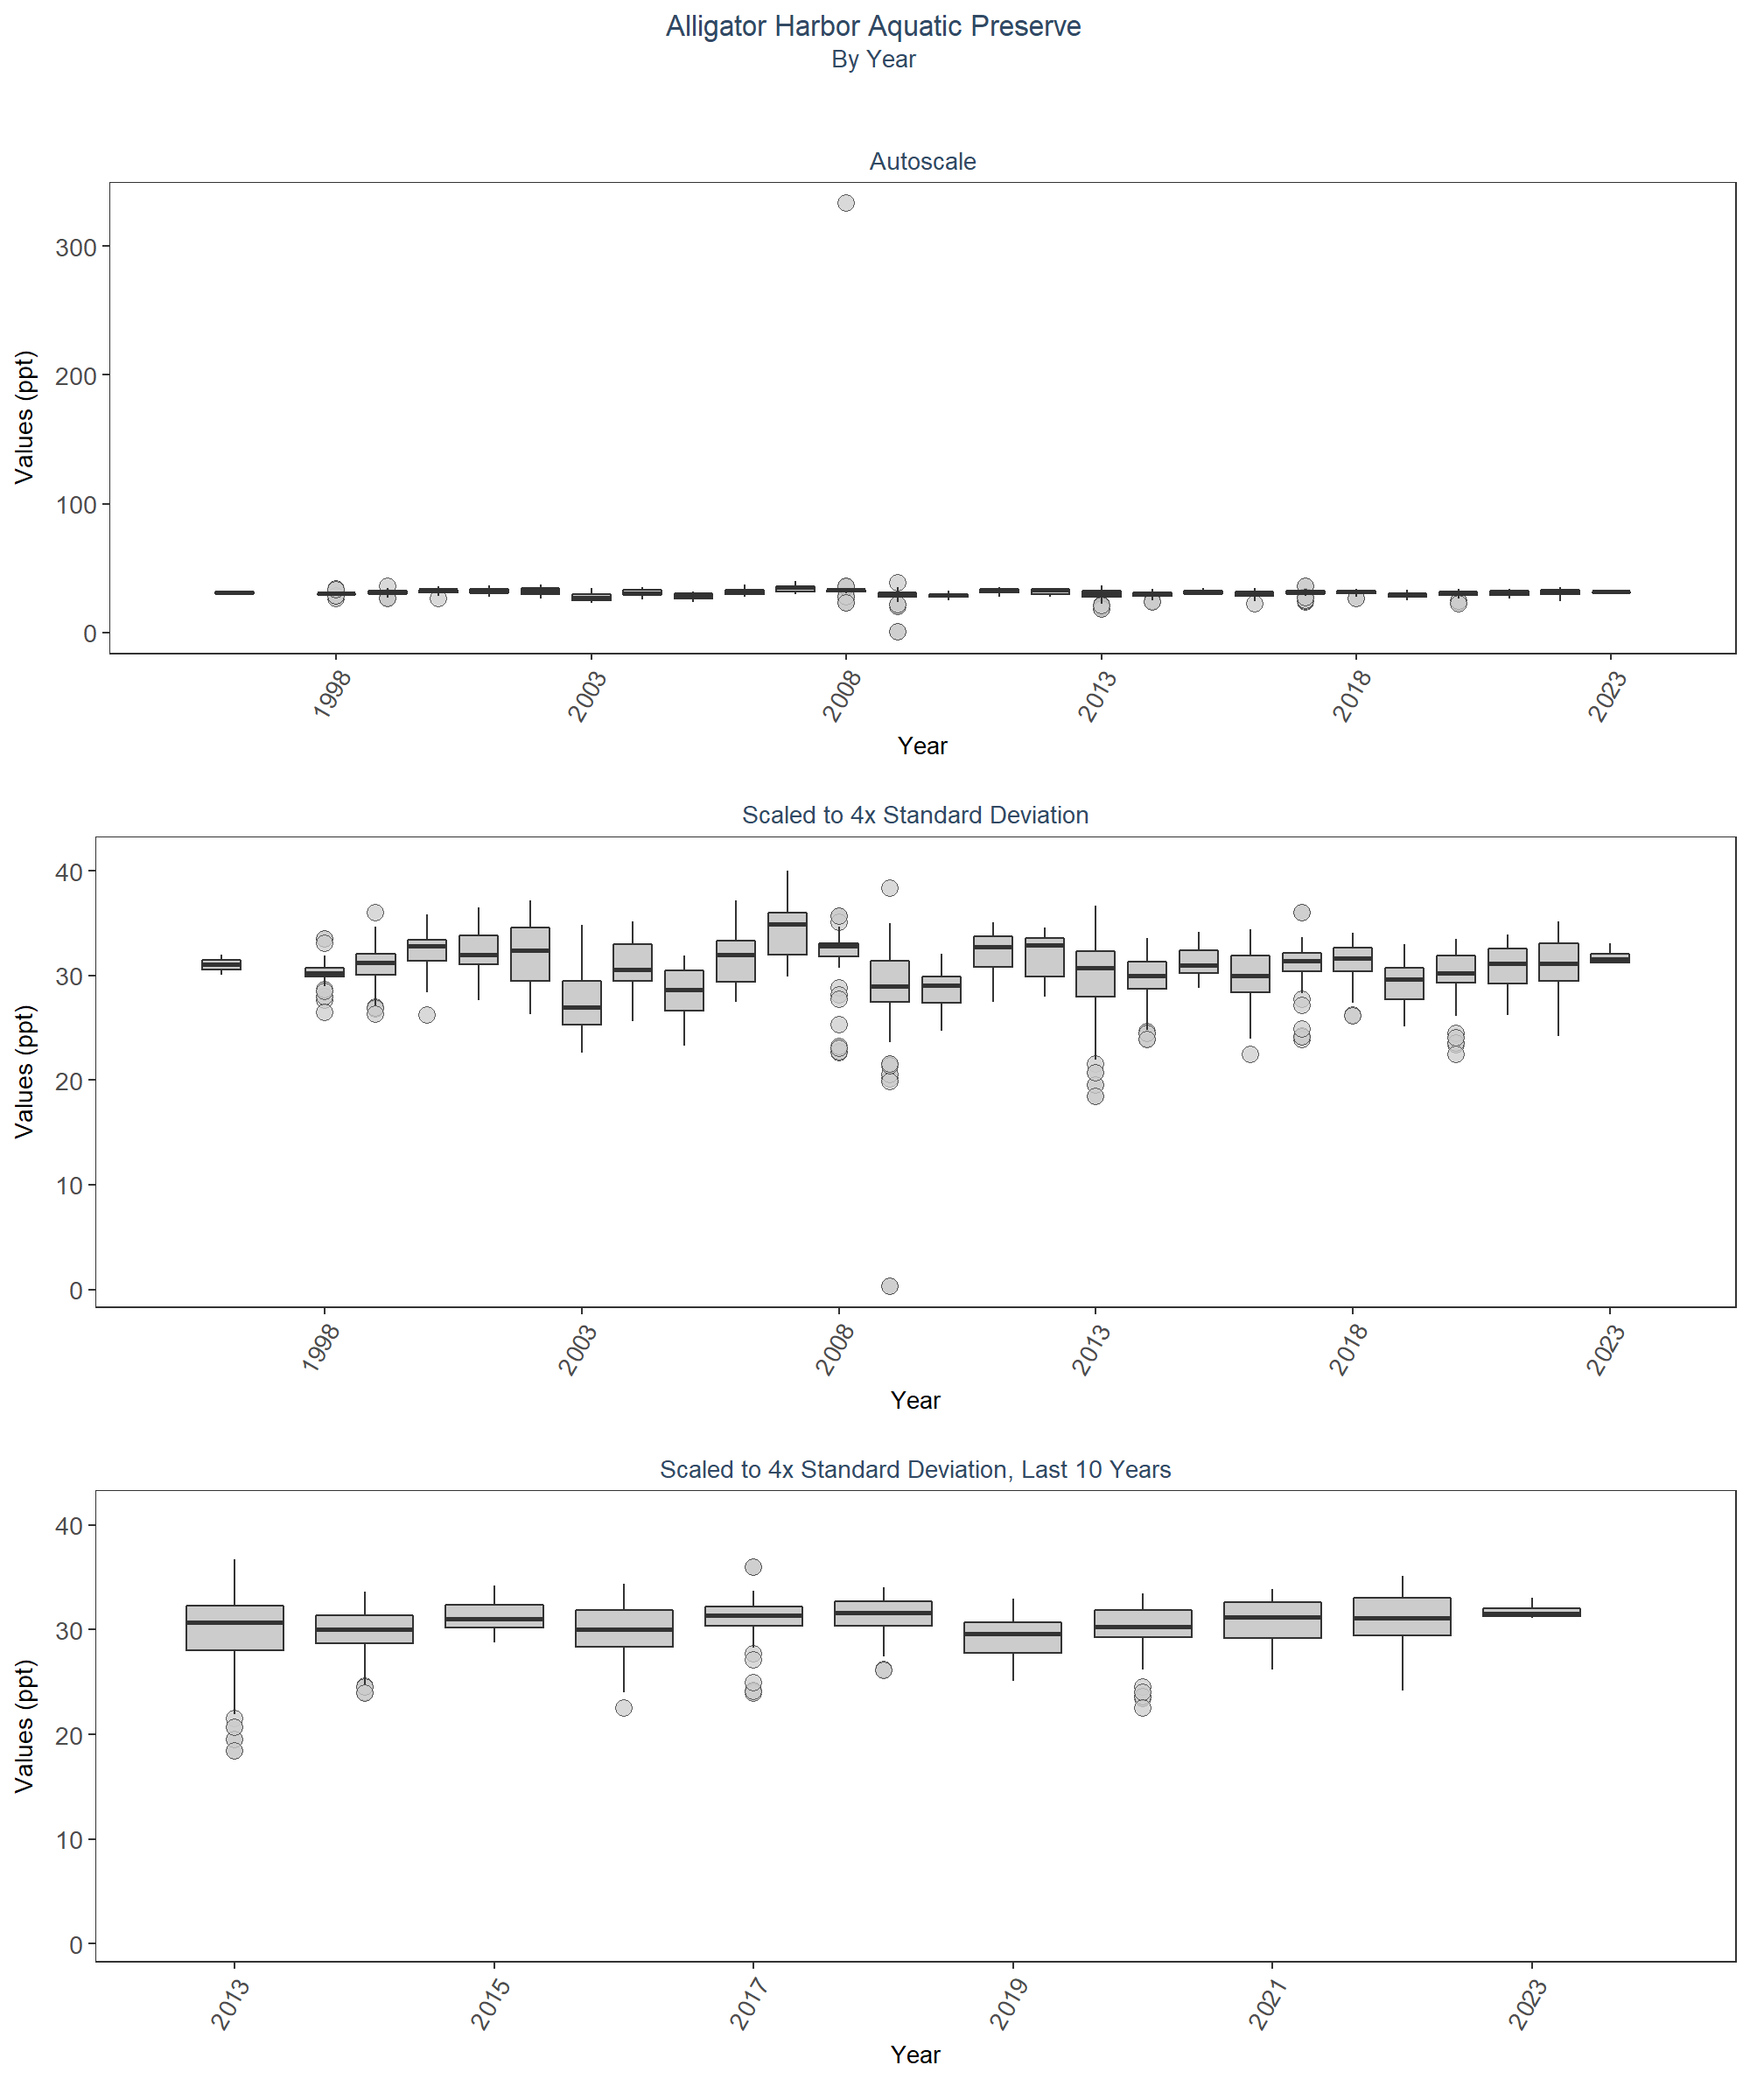 Alligator Harbor Aquatic Preserve
By Year
Autoscale
Values (ppt)
300
200
100
0
1998 2003 2008 2013 2018 2023
Year
Scaled to 4x Standard Deviation
Values (ppt)
40
30
20
10
0
1998 2003 2008 2013 2018 2023
Year
Scaled to 4x Standard Deviation, Last 10 Years
Values (ppt)
40
30
20
10
0
2013 2015 2017 2019 2021 2023
Year